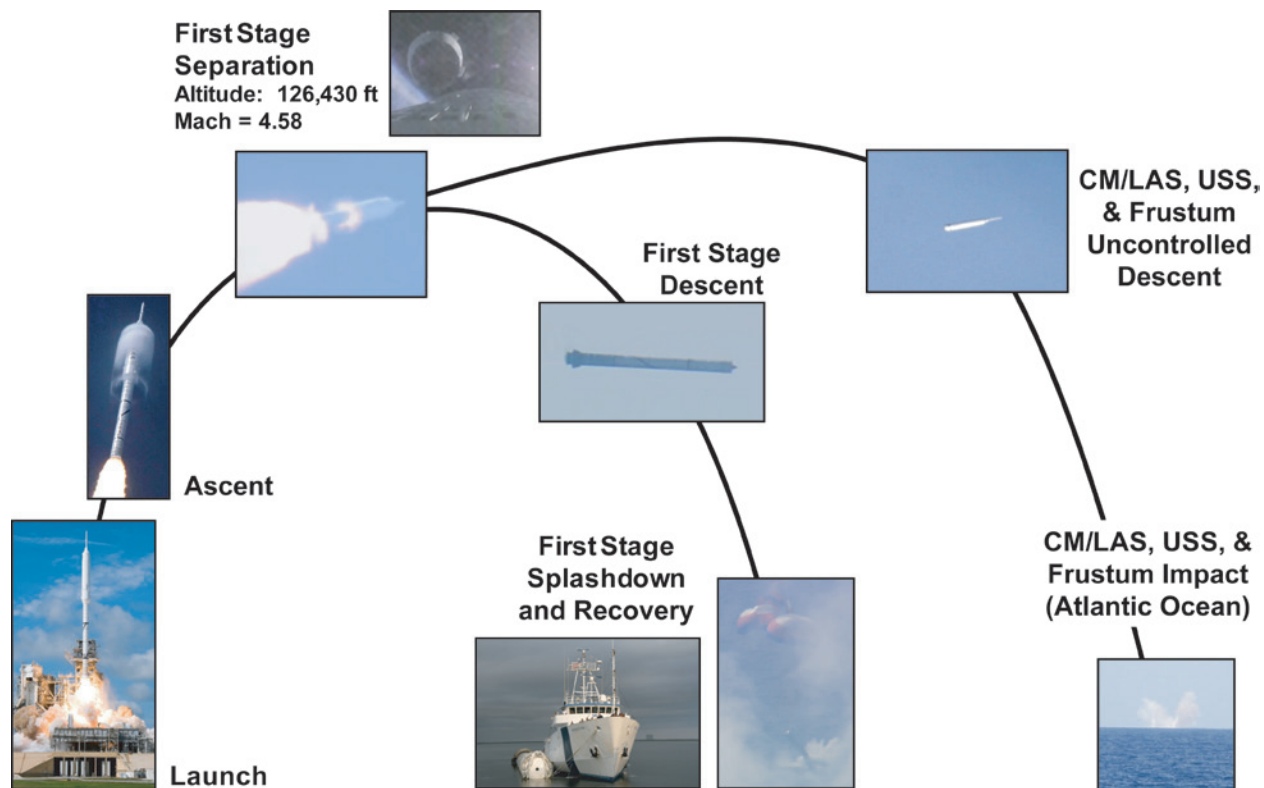 First Stage
Separation
Altitude: 126,430 ft
Mach = 4.58
CM/LAS, USS,
& Frustum
Uncontrolled
Descent
First Stage
Descent
Ascent
First Stage
Splashdown
and Recovery
CM/LAS, USS, &
Frustum Impact
(Atlantic Ocean)
Launch